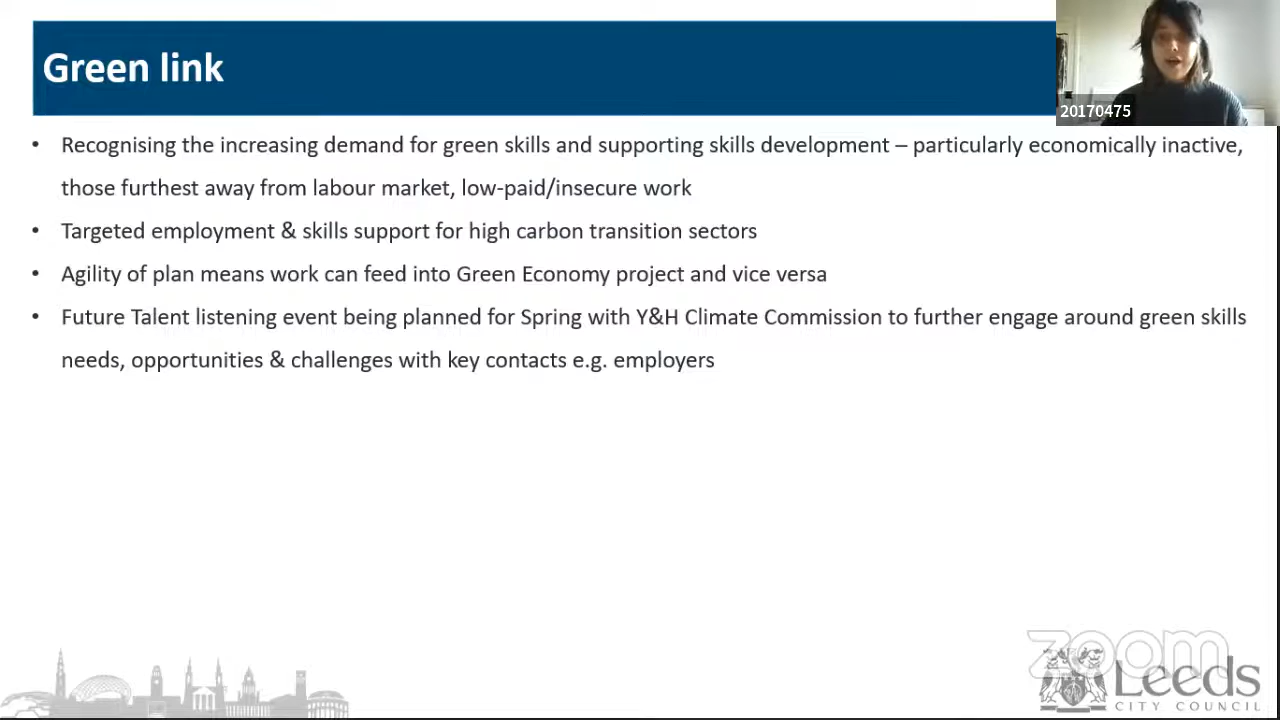 Green link
20170475
• Recognising the increasing demand for green skills and supporting skills development – particularly economically inactive,
those furthest away from labour market, low-paid/insecure work
• Targeted employment & skills support for high carbon transition sectors
• Agility of plan means work can feed into Green Economy project and vice versa
• Future Talent listening event being planned for Spring with Y&H Climate Commission to further engage around green skills
needs, opportunities & challenges with key contacts e.g. employers
zoom
Leeds
CITY COUNCIL